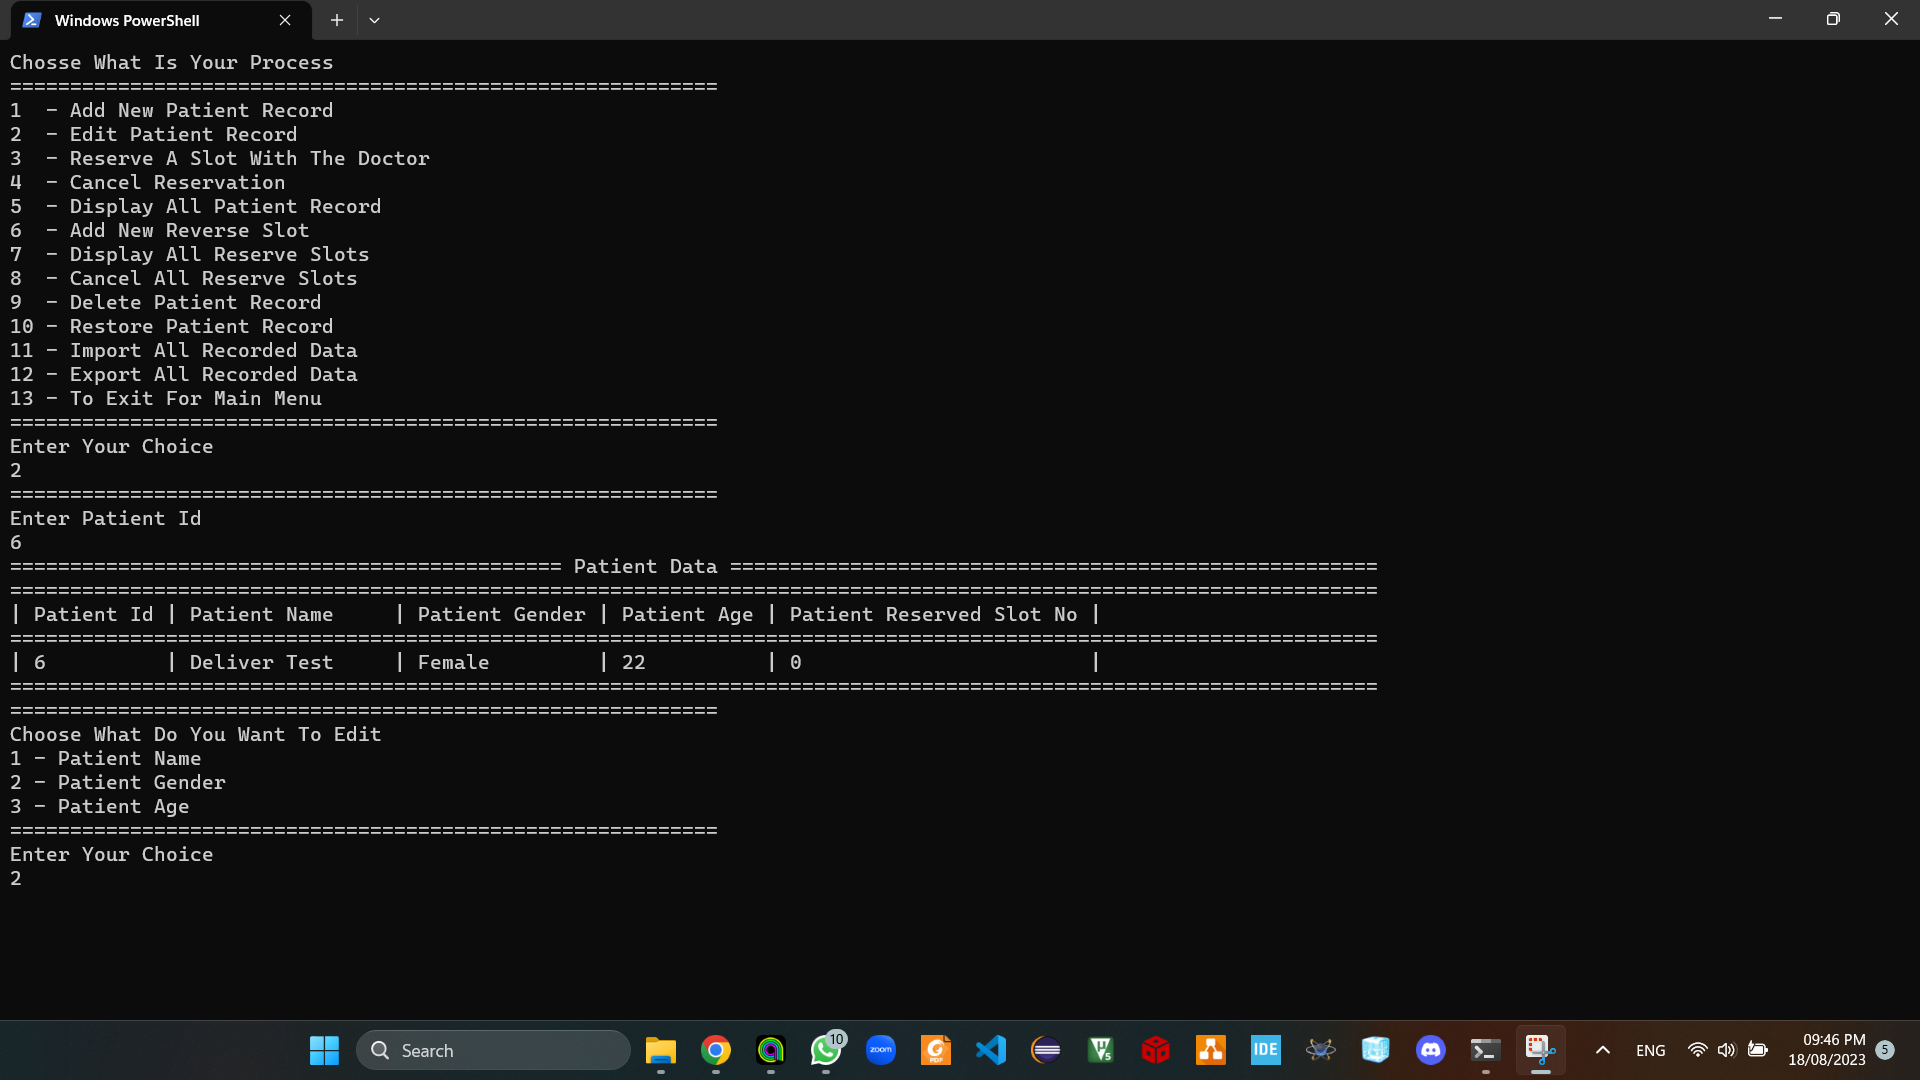 Windows PowerShell
Chosse What Is Your Process
===========================================================
1  - Add New Patient Record
2  - Edit Patient Record
3  - Reserve A Slot With The Doctor
4  - Cancel Reservation
5  - Display All Patient Record
6  - Add New Reverse Slot
7  - Display All Reserve Slots
8  - Cancel All Reserve Slots
9  - Delete Patient Record
10 - Restore Patient Record
11 - Import All Recorded Data
12 - Export All Recorded Data
13 - To Exit For Main Menu
===========================================================
Enter Your Choice
2
===========================================================
Enter Patient Id
6
============================================== Patient Data ======================================================
==================================================================================================================
| Patient Id | Patient Name     | Patient Gender | Patient Age | Patient Reserved Slot No |
==================================================================================================================
| 6          | Deliver Test     | Female         | 22          | 0                        |
==================================================================================================================
===========================================================
Choose What Do You Want To Edit
1 - Patient Name
2 - Patient Gender
3 - Patient Age
===========================================================
Enter Your Choice
2
Search
10
zoom
PDF
5
IDE
ENG
09:46 PM
18/08/2023
5